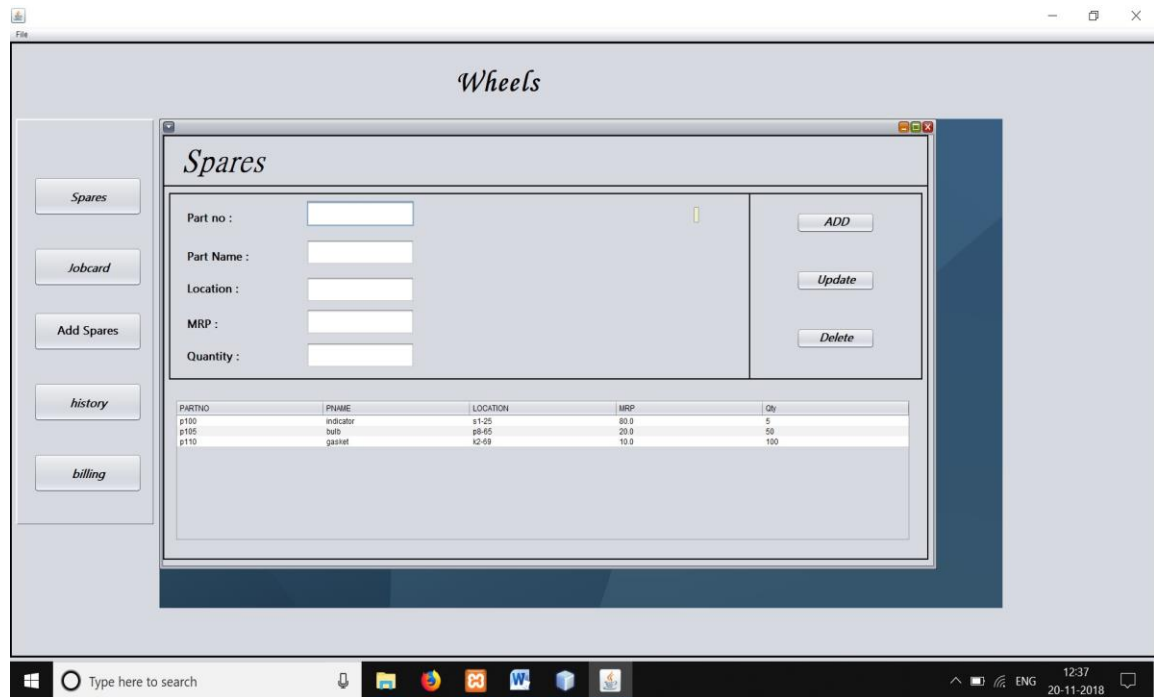 File
Wheels
Spares
Jobcard
Add Spares
history
billing
Spares
Part no :
Part Name :
Location :
MRP :
Quantity :
ADD
Update
Delete
PARTNO PNAME LOCATION MRP Qty
p100 indicator s1-25 80.0 5
p105 bulb p8-65 20.0 50
p110 gasket k2-69 10.0 100
Type here to search
W
ENG
12:37
20-11-2018